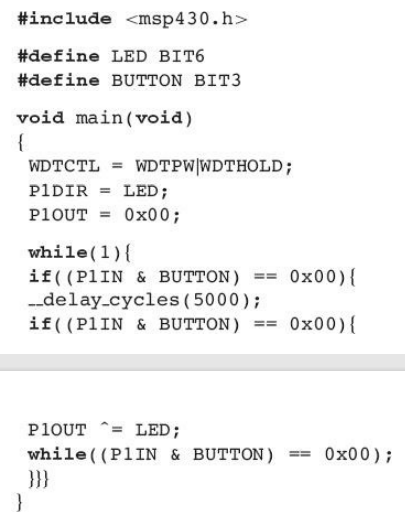 #include <msp430.h>
#define LED BIT6
#define BUTTON BIT3
void main(void)
{
WDTCTL = WDTPW|WDTHOLD;
P1DIR = LED;
P1OUT = 0x00;
while(1){
if((P1IN & BUTTON) == 0x00){
__delay_cycles(5000);
if((P1IN & BUTTON) == 0x00){
P1OUT ^= LED;
while((P1IN & BUTTON) == 0x00);
}}}
}